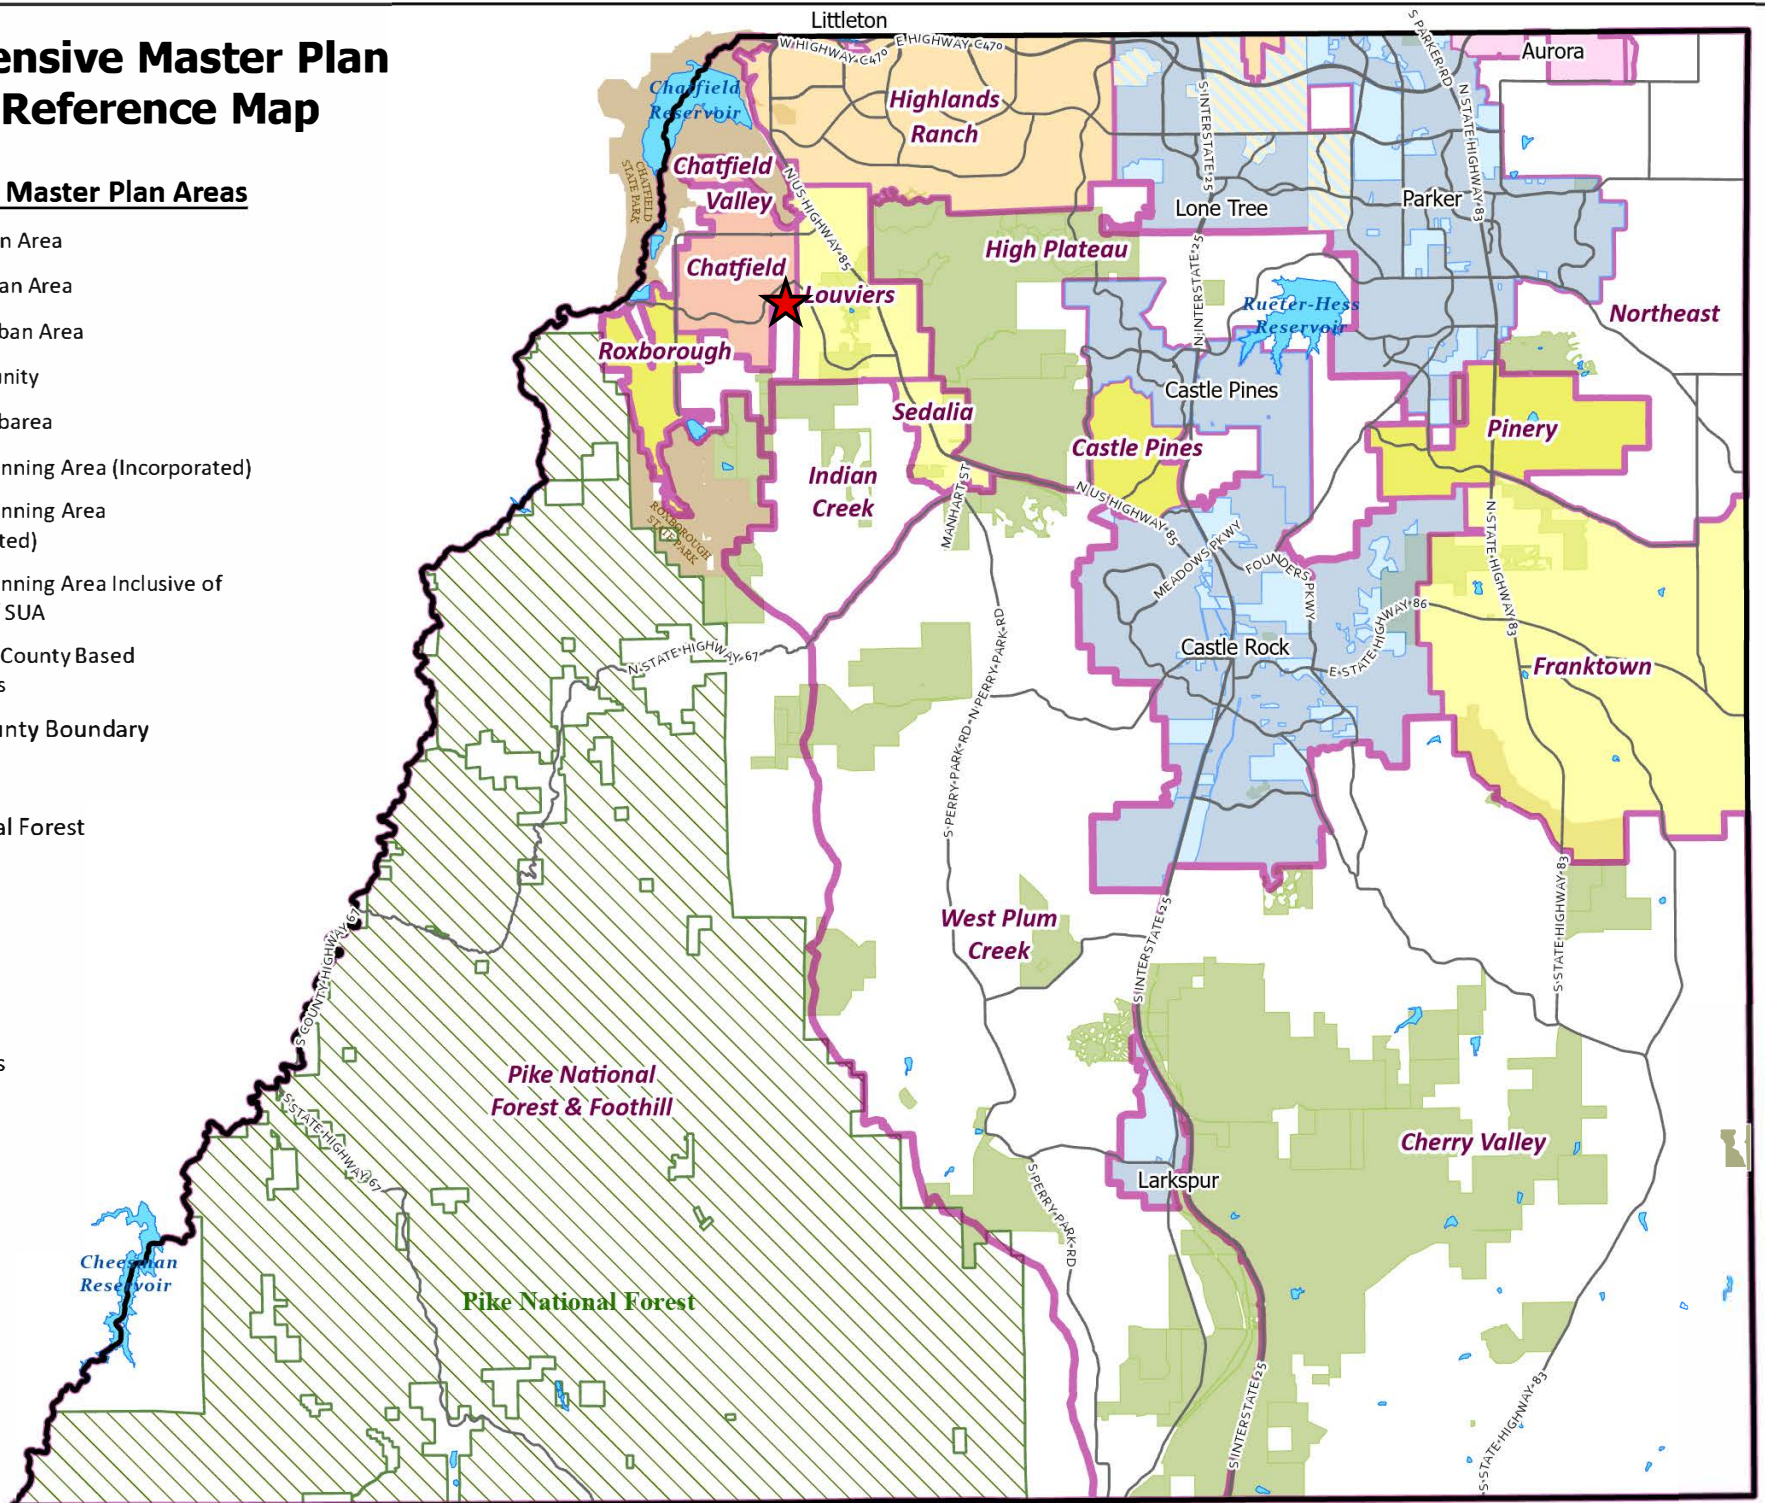 ensive Master Plan
Reference Map
Master Plan Areas
n Area
an Area
ban Area
nity
barea
nning Area (Incorporated)
nning Area
ted)
nning Area Inclusive of
SUA
County Based
s
nty Boundary
al Forest
s
Littleton
W HIGHWAY C470
E HIGHWAY C470
S PARKER RD
Aurora
Chatfield
Reservoir
Highlands
Ranch
S INTERSTATE 25
N STATE HIGHWAY 83
CHATFIELD
STATE PARK
Chatfield
Valley
N US HIGHWAY 85
Lone Tree
Parker
High Plateau
N INTERSTATE 25
Chatfield
Louviers
Rueter-Hess
Reservoir
Northeast
Roxborough
Castle Pines
Sedalia
Castle Pines
Pinery
Indian
Creek
MANHART ST
N US HIGHWAY 85
ROXBOROUGH
STATE PARK
MEADOWS PKWY
FOUNDERS PKWY
N STATE HIGHWAY 83
E STATE HIGHWAY 86
N STATE HIGHWAY 67
N PERRY PARK RD
Castle Rock
Franktown
S PERRY PARK RD
S COUNTY HIGHWAY 67
West Plum
Creek
S INTERSTATE 25
S STATE HIGHWAY 83
Pike National
Forest & Foothill
S STATE HIGHWAY 67
Cherry Valley
Larkspur
S PERRY PARK RD
Cheesman
Reservoir
Pike National Forest
S INTERSTATE 25
S STATE HIGHWAY 83